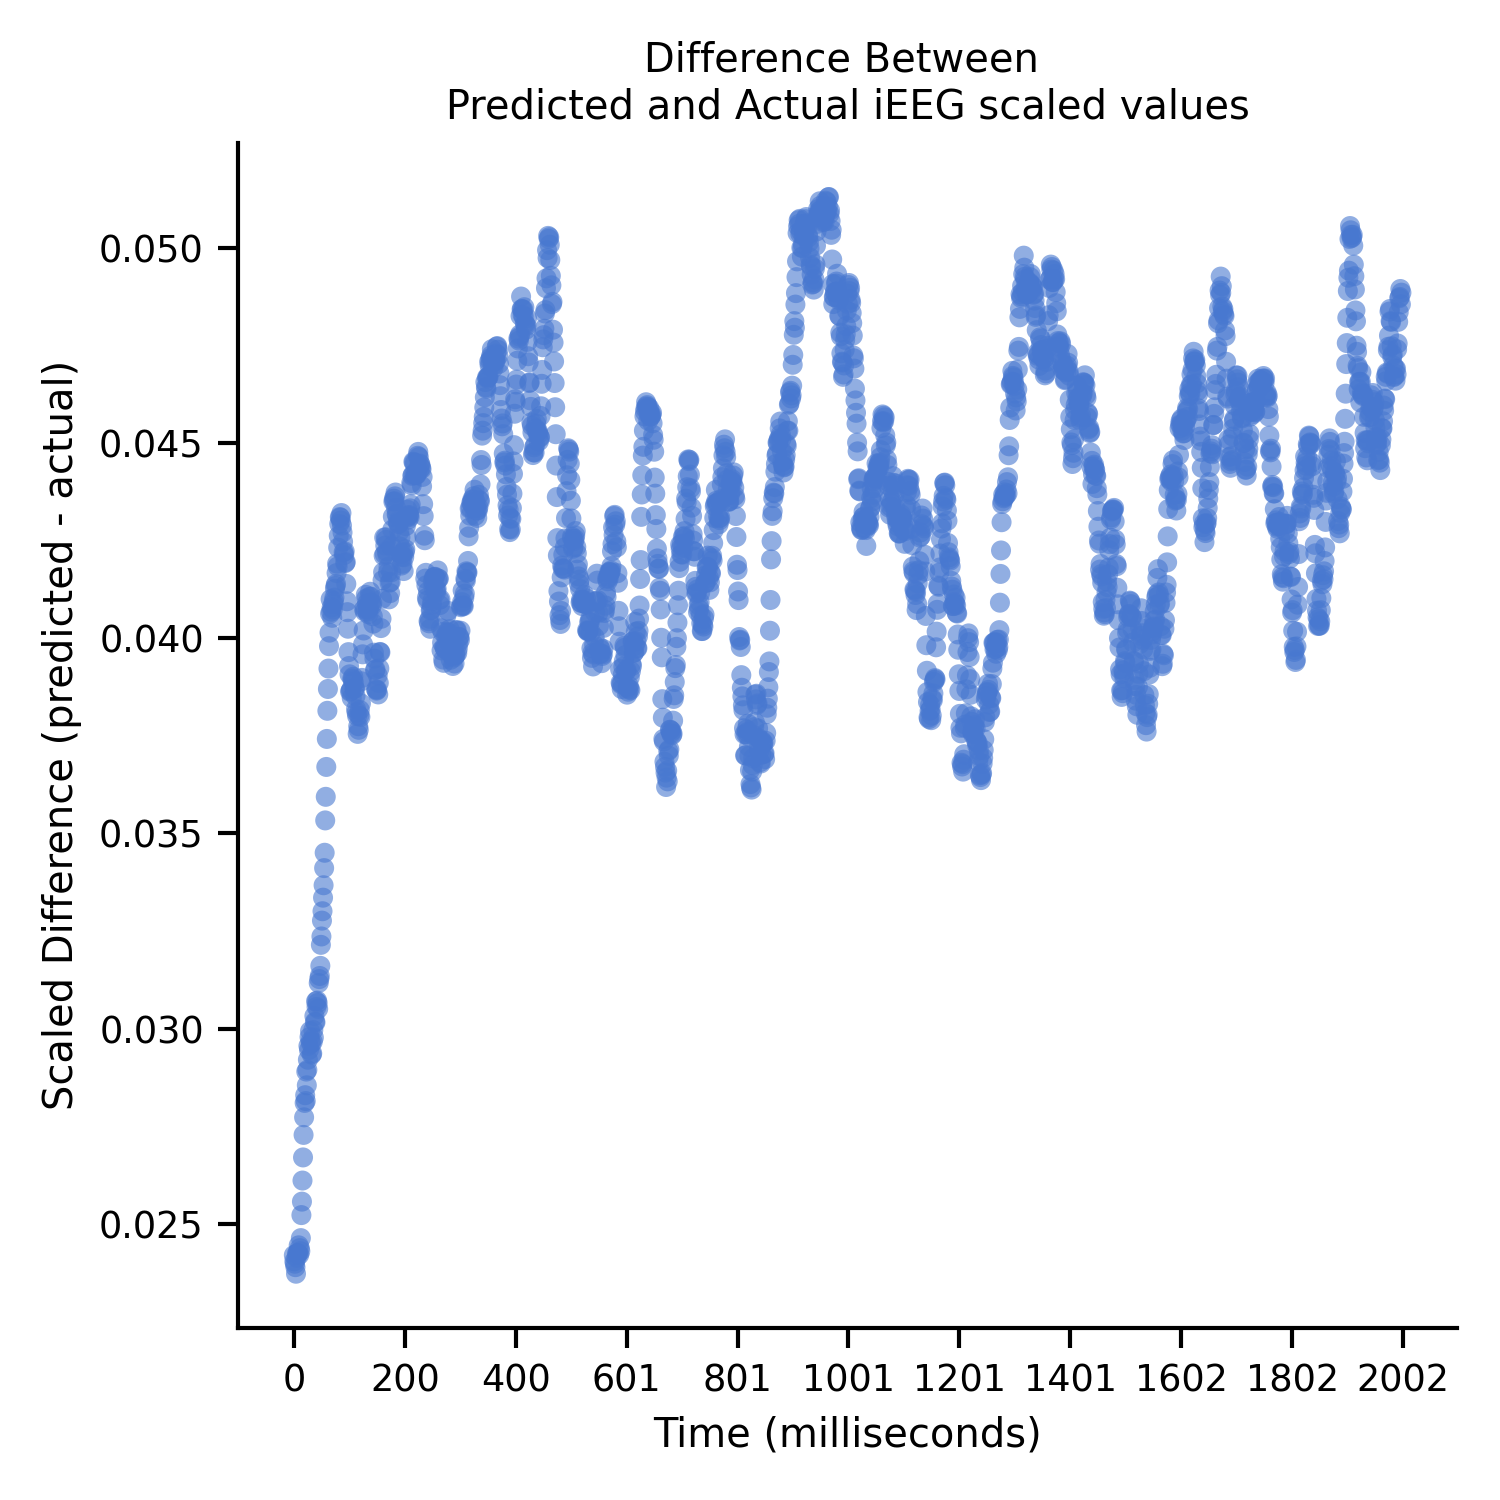 Difference Between
Predicted and Actual iEEG scaled values
Scaled Difference (predicted - actual)
0.050
0.045
0.040
0.035
0.030
0.025
0 200 400 601 801 1001 1201 1401 1602 1802 2002
Time (milliseconds)